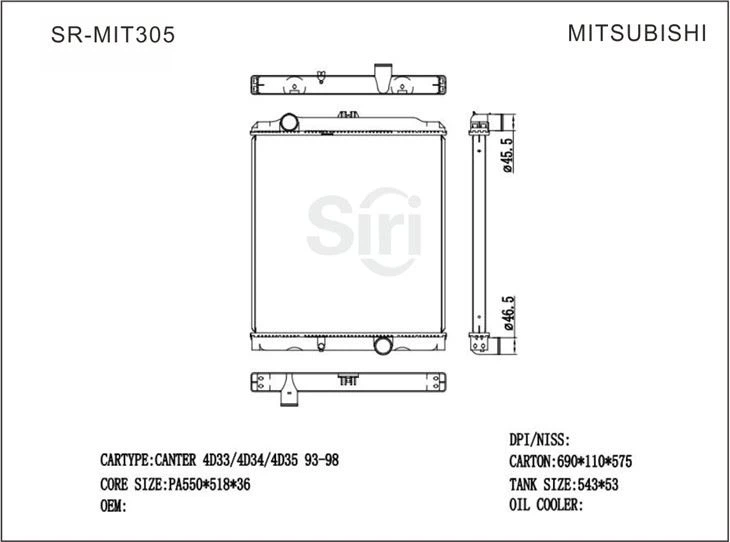 SR-MIT305
MITSUBISHI
ø45.5
Siri
ø46.5
DPI/NISS:
CARTYPE:CANTER 4D33/4D34/4D35 93-98
CARTON:690*110*575
CORE SIZE:PA550*518*36
TANK SIZE:543*53
OEM:
OIL COOLER: